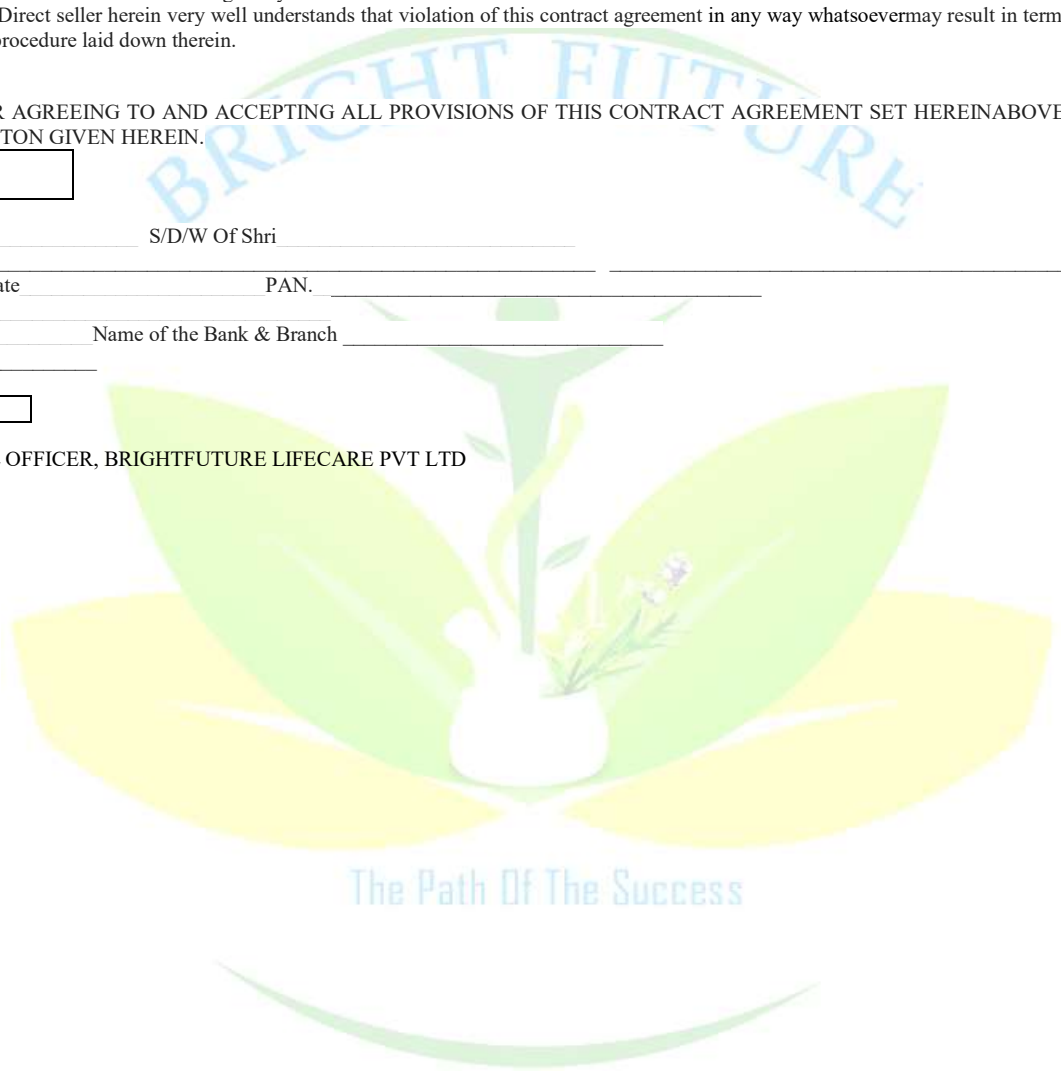 Direct seller herein very well understands that violation of this contract agreement in any way whatsoevermay result in term
procedure laid down therein.
BRIGHT FUTURE
R AGREEING TO AND ACCEPTING ALL PROVISIONS OF THIS CONTRACT AGREEMENT SET HEREINABOVE
TON GIVEN HEREIN.
S/D/W Of Shri
ate PAN.
Name of the Bank & Branch
OFFICER, BRIGHTFUTURE LIFECARE PVT LTD
The Path Of The Success